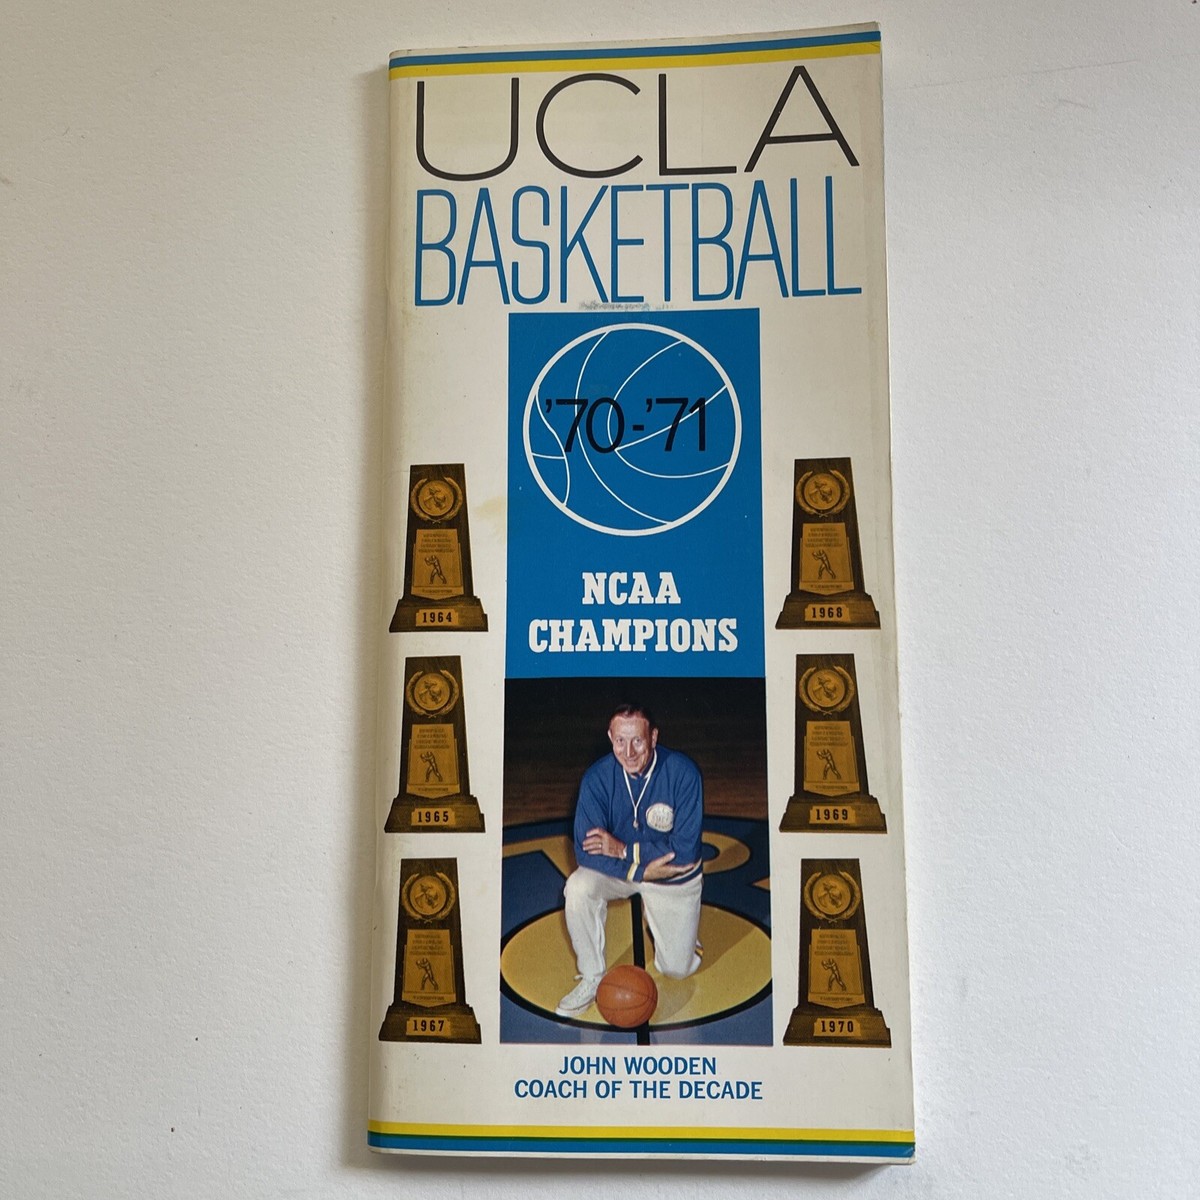 UCLA
BASKETBALL
'70-'71
NCAA
CHAMPIONS
1964
1968
1965
1969
1967
1970
JOHN WOODEN
COACH OF THE DECADE